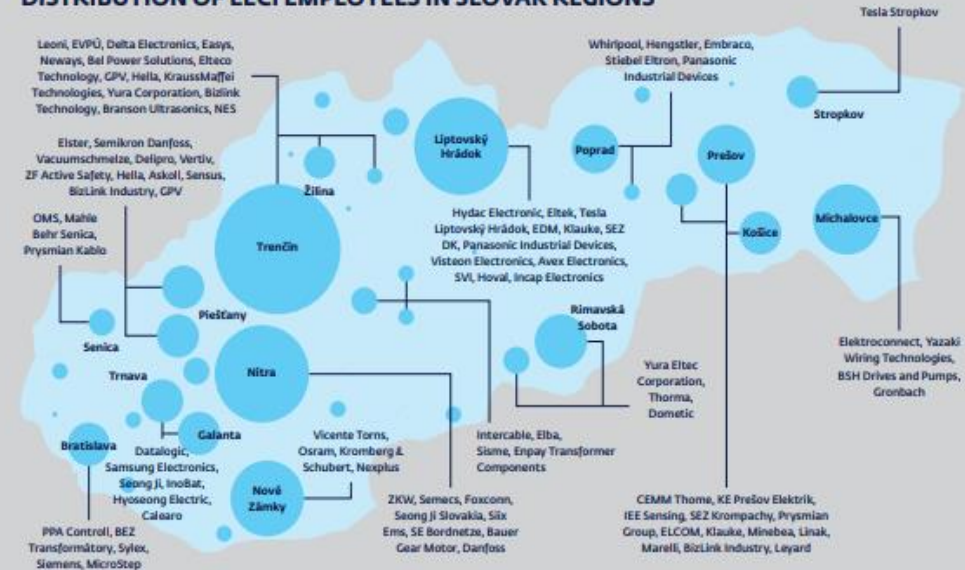 DISTRIBUTION OF EECI EMPLOYEES IN SLOVAK REGIONS
Tesla Stropkov
Leoni, EVPÚ, Delta Electronics, Easys,
Neways, Bel Power Solutions, Elteco
Technology, GPV, Hella, KraussMaffei
Technologies, Yura Corporation, Bizlink
Technology, Branson Ultrasonics, NES
Whirlpool, Hengstler, Embraco,
Stiebel Eltron, Panasonic
Industrial Devices
Stropkov
Liptovský
Hrádok
Poprad
Prešov
Elster, Semikron Danfoss,
Vacuumschmelze, Delipro, Vertiv,
ZF Active Safety, Hella, Askoll, Sensus,
BizLink Industry, GPV
Žilina
OMS, Mahle
Behr Senica,
Prysmian Kablo
Trenčín
Hydac Electronic, Eltek, Tesla
Liptovský Hrádok, EDM, Klauke, SEZ
DK, Panasonic Industrial Devices,
Visteon Electronics, Avex Electronics,
SVI, Hoval, Incap Electronics
Michalovce
Košice
Piešťany
Rimavská
Sobota
Senica
Elektroconnect, Yazaki
Wiring Technologies,
BSH Drives and Pumps,
Gronbach
Trnava
Nitra
Yura Eltec
Corporation,
Thorma,
Dometic
Bratislava
Galanta
Datalogic,
Samsung Electronics,
Seong Ji, InoBat,
Hyoseong Electric,
Calearo
Vicente Torns,
Osram, Kromberg &
Schubert, Nexplus
Intercable, Elba,
Sisme, Enpay Transformer
Components
Nové
Zámky
PPA Controll, BEZ
Transformátory, Sylex,
Siemens, MicroStep
ZKW, Semecs, Foxconn,
Seong Ji Slovakia, Siix
Ems, SE Bordnetze, Bauer
Gear Motor, Danfoss
CEMM Thome, KE Prešov Elektrik,
IEE Sensing, SEZ Krompachy, Prysmian
Group, ELCOM, Klauke, Minebea, Linak,
Marelli, BizLink Industry, Leyard